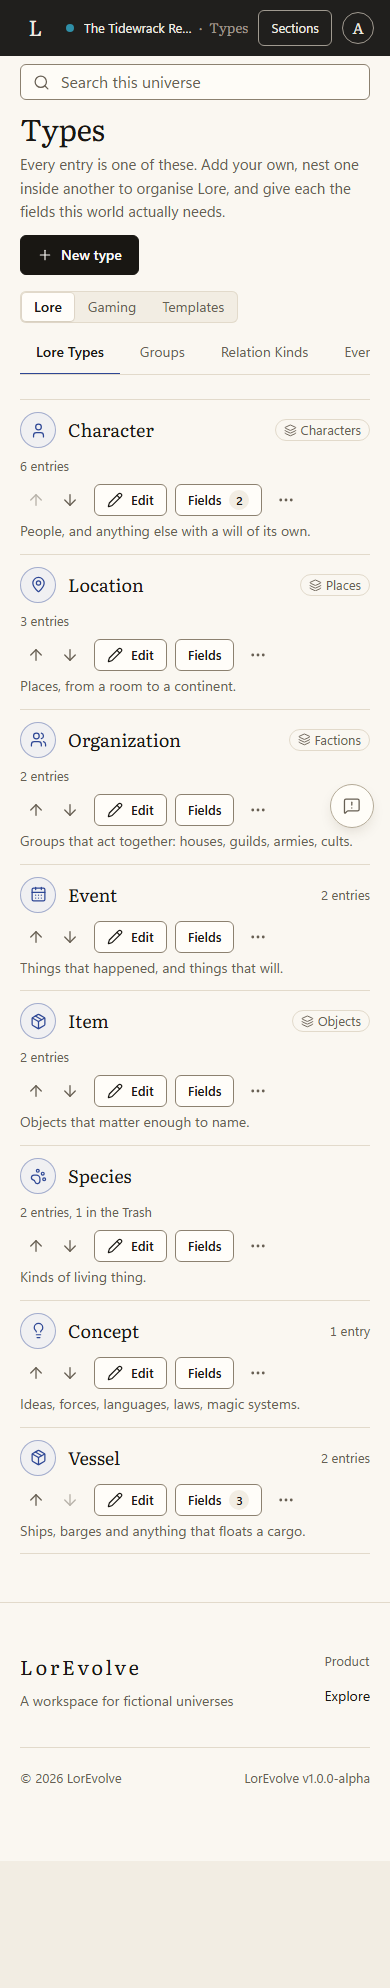 L
The Tidewrack Re... · Types
Sections
A
Search this universe
Types
Every entry is one of these. Add your own, nest one
inside another to organise Lore, and give each the
fields this world actually needs.
New type
Lore Gaming Templates
Lore Types Groups Relation Kinds Ever
Character Characters
6 entries
Edit Fields 2
People, and anything else with a will of its own.
Location Places
3 entries
Edit Fields
Places, from a room to a continent.
Organization Factions
2 entries
Edit Fields
Groups that act together: houses, guilds, armies, cults.
Event 2 entries
Edit Fields
Things that happened, and things that will.
Item Objects
2 entries
Edit Fields
Objects that matter enough to name.
Species
2 entries, 1 in the Trash
Edit Fields
Kinds of living thing.
Concept 1 entry
Edit Fields
Ideas, forces, languages, laws, magic systems.
Vessel 2 entries
Edit Fields 3
Ships, barges and anything that floats a cargo.
LorEvolve Product
A workspace for fictional universes Explore
© 2026 LorEvolve LorEvolve v1.0.0-alpha